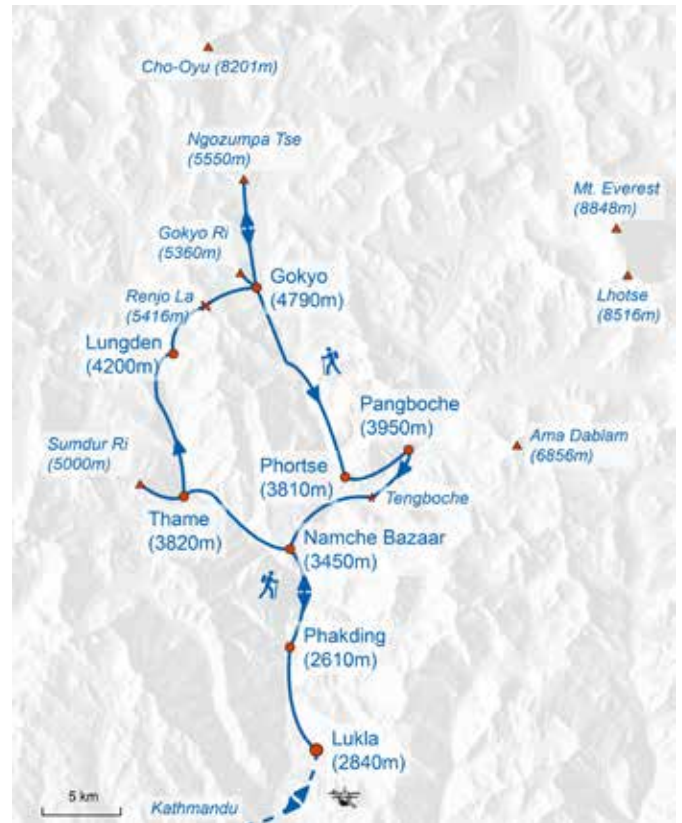 Cho-Oyu (8201m)
Ngozumpa Tse
(5550m)
Mt. Everest
(8848m)
Gokyo Ri
(5360m)
Gokyo
(4790m)
Renjo La
(5416m)
Lhotse
(8516m)
Lungden
(4200m)
Pangboche
(3950m)
Sumdur Ri
(5000m)
Ama Dablam
(6856m)
Phortse
(3810m)
Tengboche
Thame
(3820m)
Namche Bazaar
(3450m)
Phakding
(2610m)
Lukla
(2840m)
5 km
Kathmandu